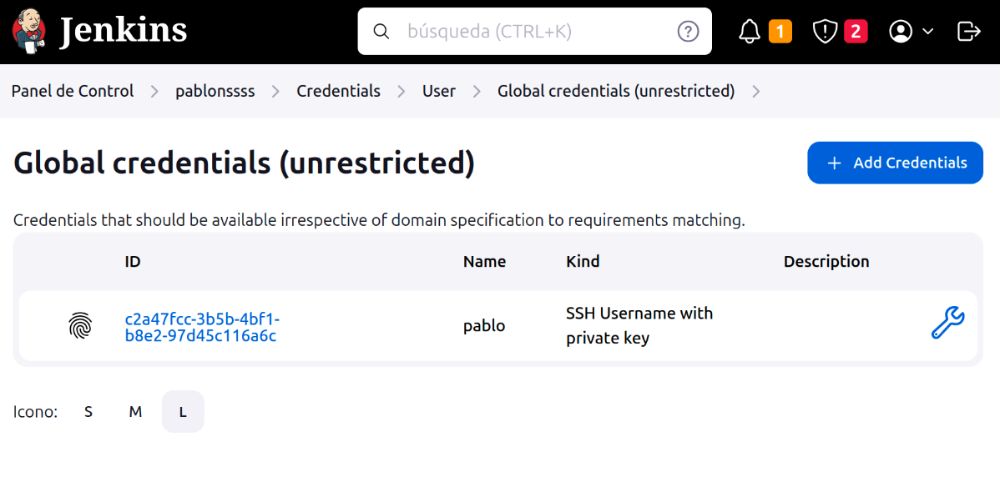 Jenkins
búsqueda (CTRL+K)
?
1
2
Panel de Control
pablonssss
Credentials
User
Global credentials (unrestricted)
Global credentials (unrestricted)
+ Add Credentials
Credentials that should be available irrespective of domain specification to requirements matching.
ID Name Kind Description
c2a47fcc-3b5b-4bf1-
b8e2-97d45c116a6c
pablo
SSH Username with
private key
Icono: S M L